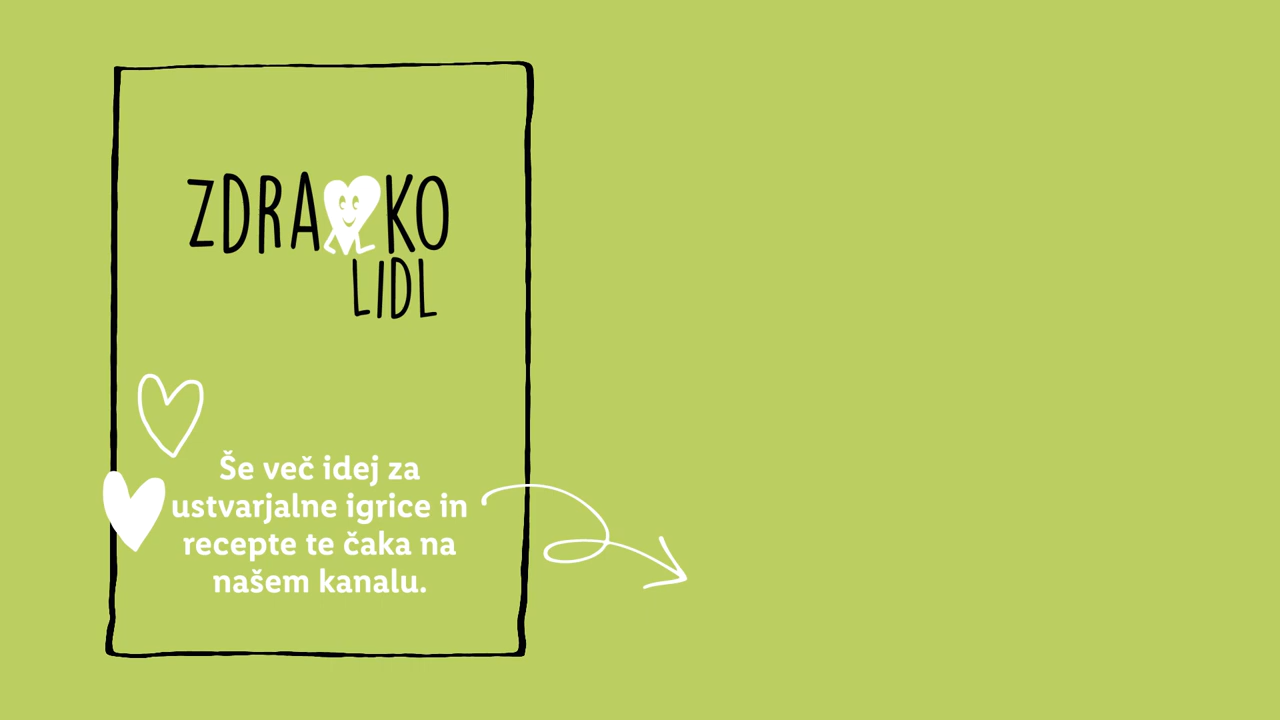 ZDRAVKO
LIDL
Še več idej za
ustvarjalne igrice in
recepte te čaka na
našem kanalu.